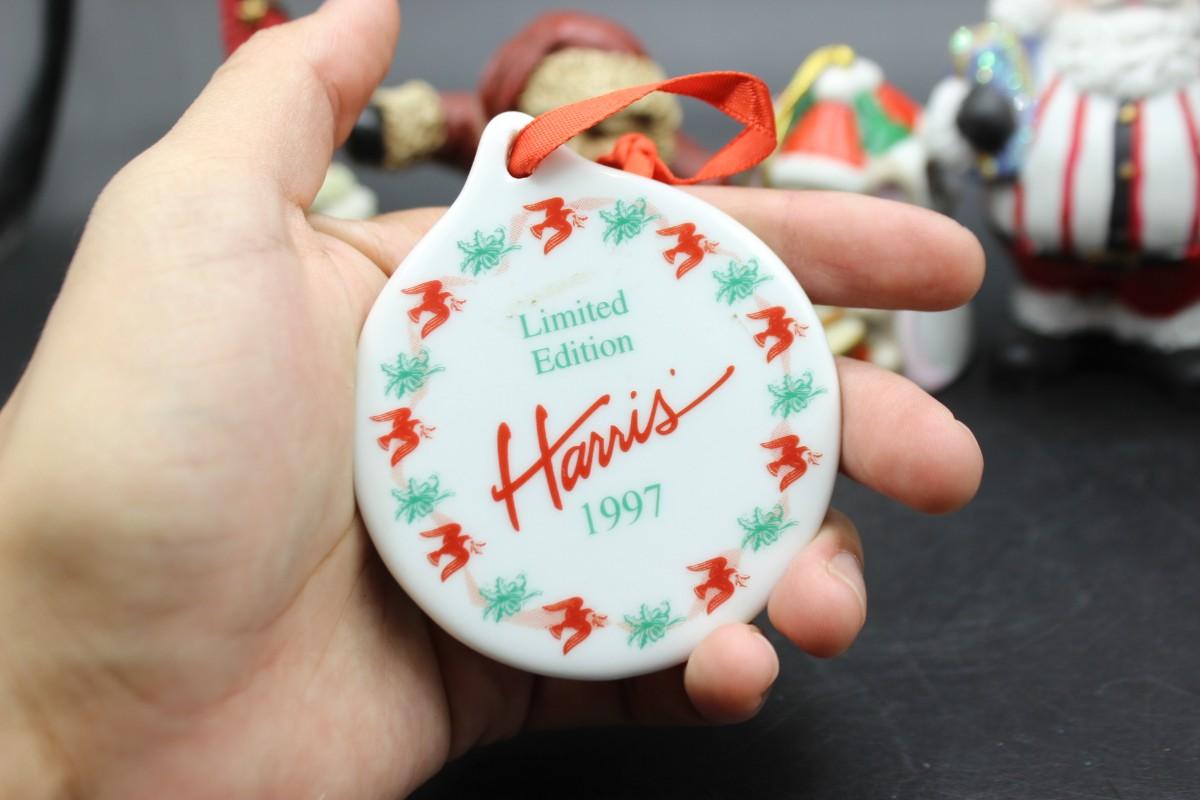 Limited
Edition
Harris'
1997